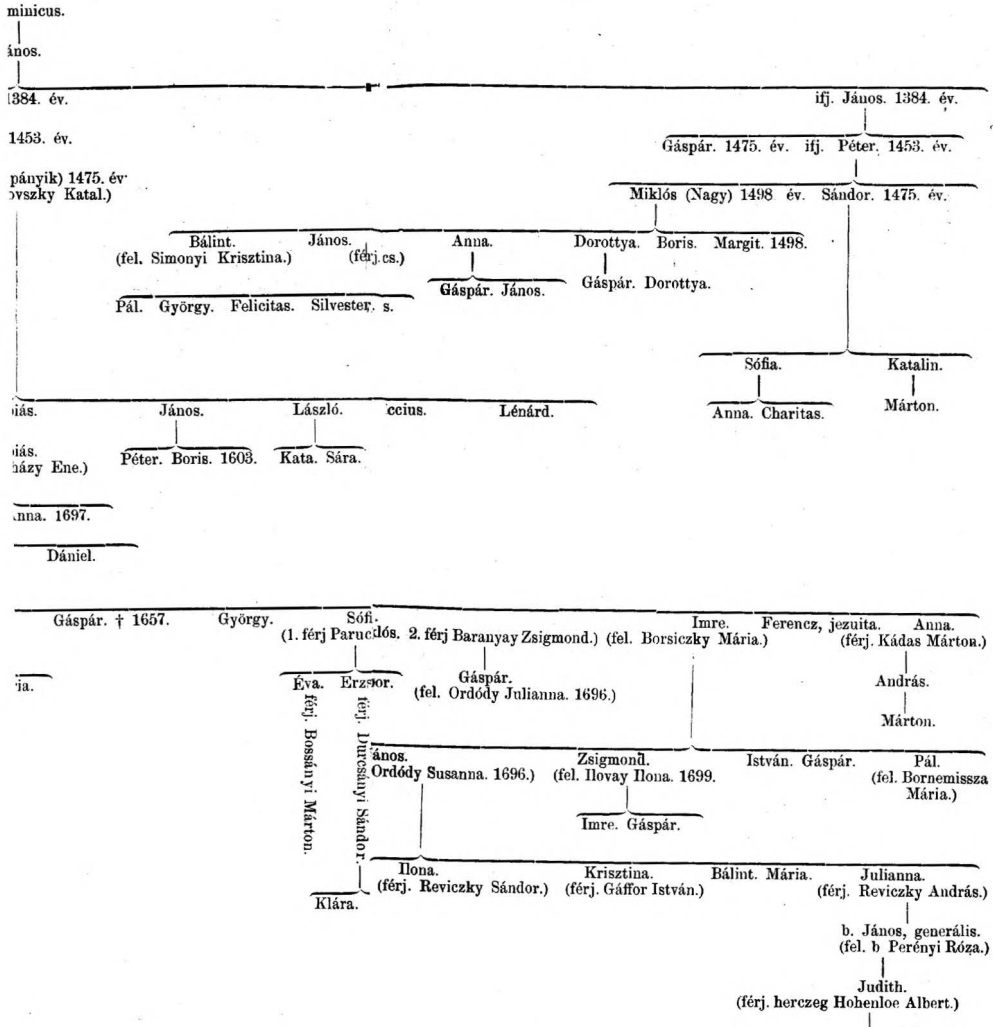 minicus.
ános.
1384. év.
ifj. János. 1384. év.
1453. év.
Gáspár. 1475. év. ifj. Péter. 1453. év.
pányik) 1475. év
ovszky Katal.)
Miklós (Nagy) 1498 év. Sándor. 1475. év.
Bálint. János. Anna. Dorottya. Boris. Margit. 1498.
(fel. Simonyi Krisztina.) (férj.cs.)
Gáspár. János. Gáspár. Dorottya.
Pál. György. Felicitas. Silvester. s.
Sófia. Katalin.
Anna. Charitas. Márton.
iás. János. László. ccius. Lénárd.
iás.
házy Ene.)
Péter. Boris. 1603. Kata. Sára.
nna. 1697.
Dániel.
Gáspár. † 1657. György. Sófi. Imre. Ferencz, jezuita. Anna.
(1. férj Paruc 2. férj Baranyay Zsigmond.) (fel. Borsiczky Mária.) (férj. Kádas Márton.)
ia.
Éva. Gáspár. András.
(fel. Ordódy Julianna. 1696.)
Márton.
férj. Bossányi Márton.
férj. Durcsányi Sándor.
ános. Zsigmond. István. Gáspár. Pál.
Ordódy Susanna. 1696.) (fel. Ilovay Ilona. 1699. (fel. Bornemissza
Mária.)
Imre. Gáspár.
Ilona. Krisztina. Bálint. Mária. Julianna.
(férj. Reviczky Sándor.) (férj. Gáffor István.) (férj. Reviczky András.)
Klára.
b. János, generális.
(fel. b Perényi Róza.)
Judith.
(férj. herczeg Hohenloe Albert.)